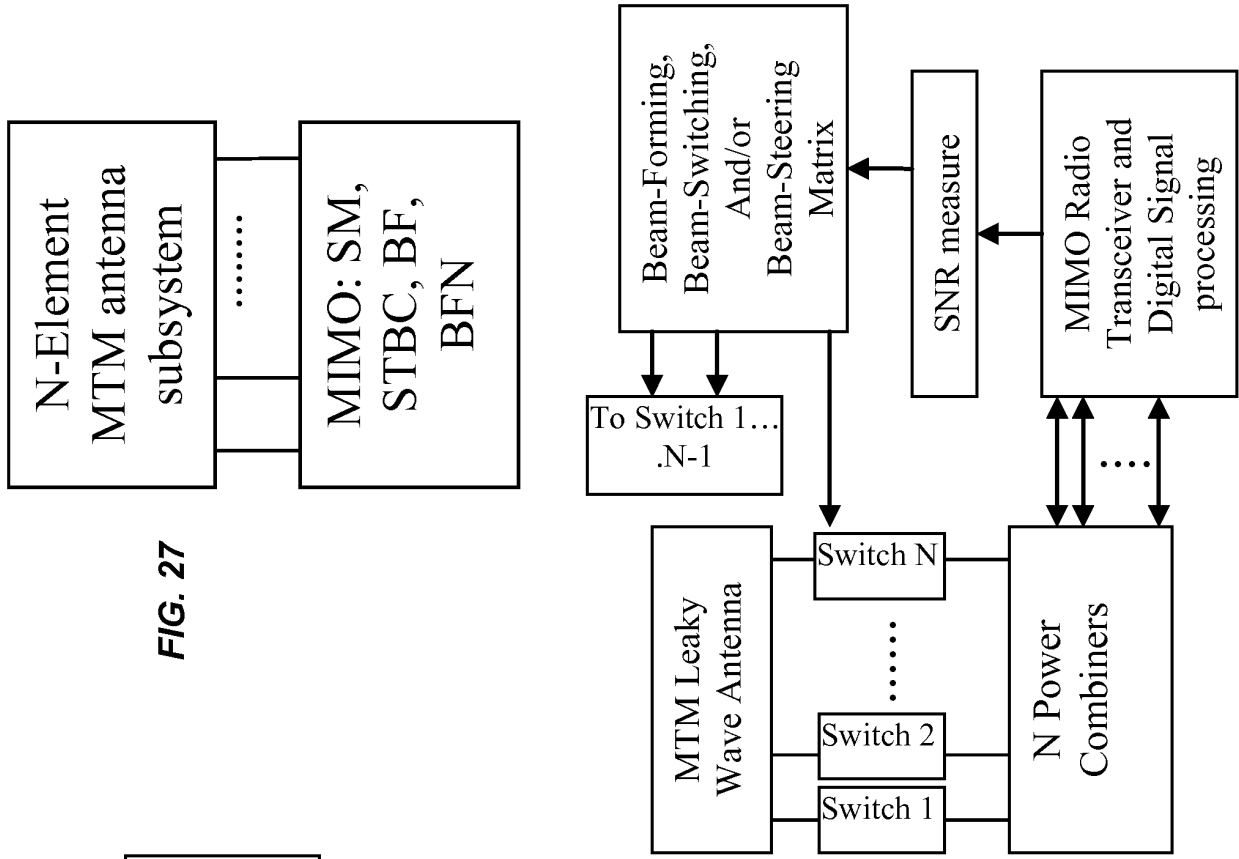 N-Element
MTM antenna
subsystem
........
MIMO: SM,
STBC, BF,
BFN
FIG. 27
Beam-Forming,
Beam-Switching,
And/or
Beam-Steering
Matrix
SNR measure
MIMO Radio
Transceiver and
Digital Signal
processing
To Switch 1...
.N-1
MTM Leaky
Wave Antenna
Switch N
.......
Switch 2
Switch 1
....
N Power
Combiners